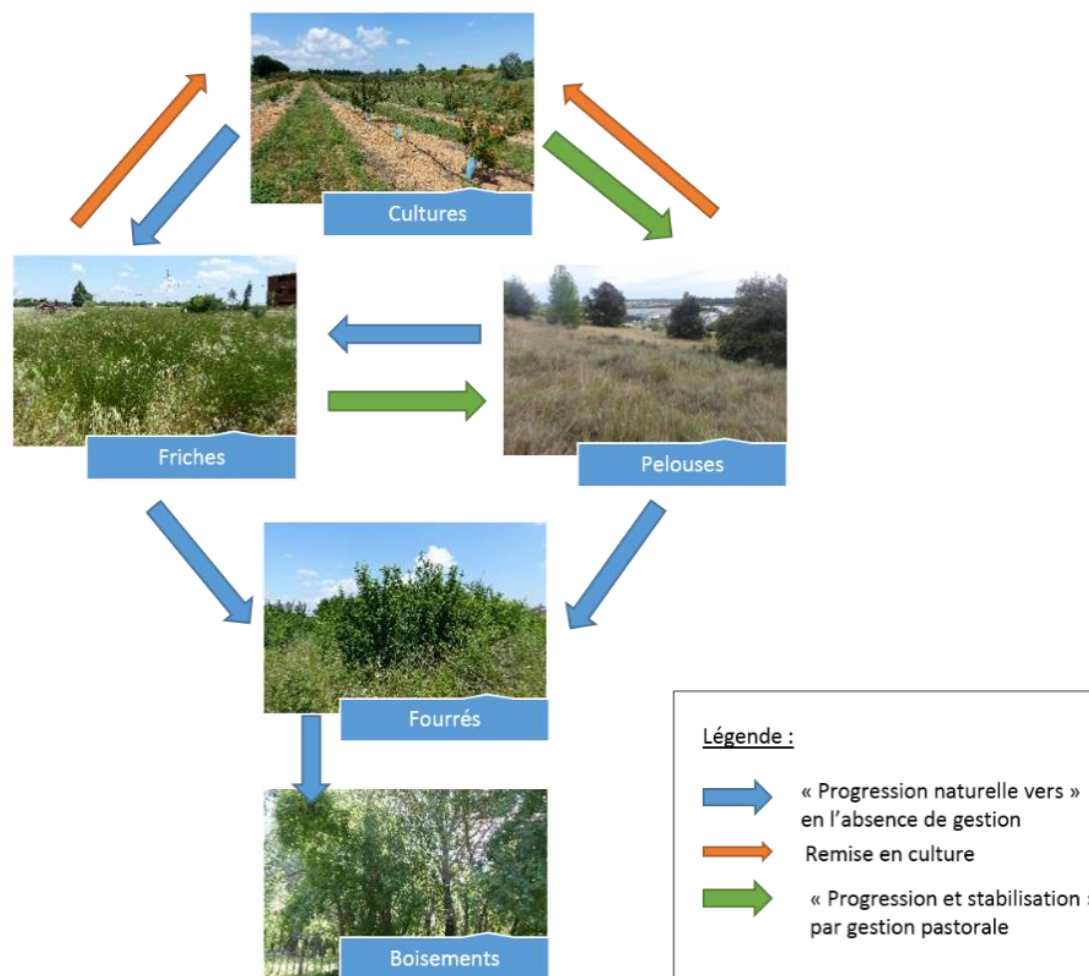 Cultures
Friches
Pelouses
Fourrés
Boisements
Légende :
« Progression naturelle vers »
en l'absence de gestion
Remise en culture
« Progression et stabilisation »
par gestion pastorale